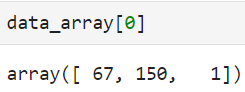 data_array[0]
array([ 67, 150,   1])